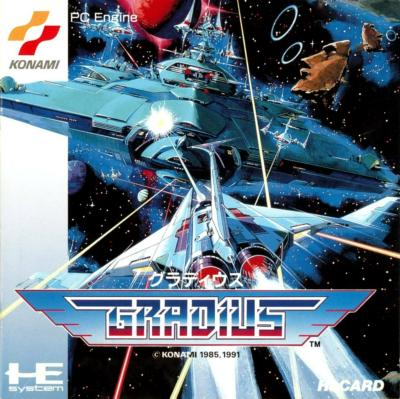 PC Engine
KONAMI
グラディウス
GRADIUS
TM
© KONAMI 1985, 1991
HE
system
HuCARD